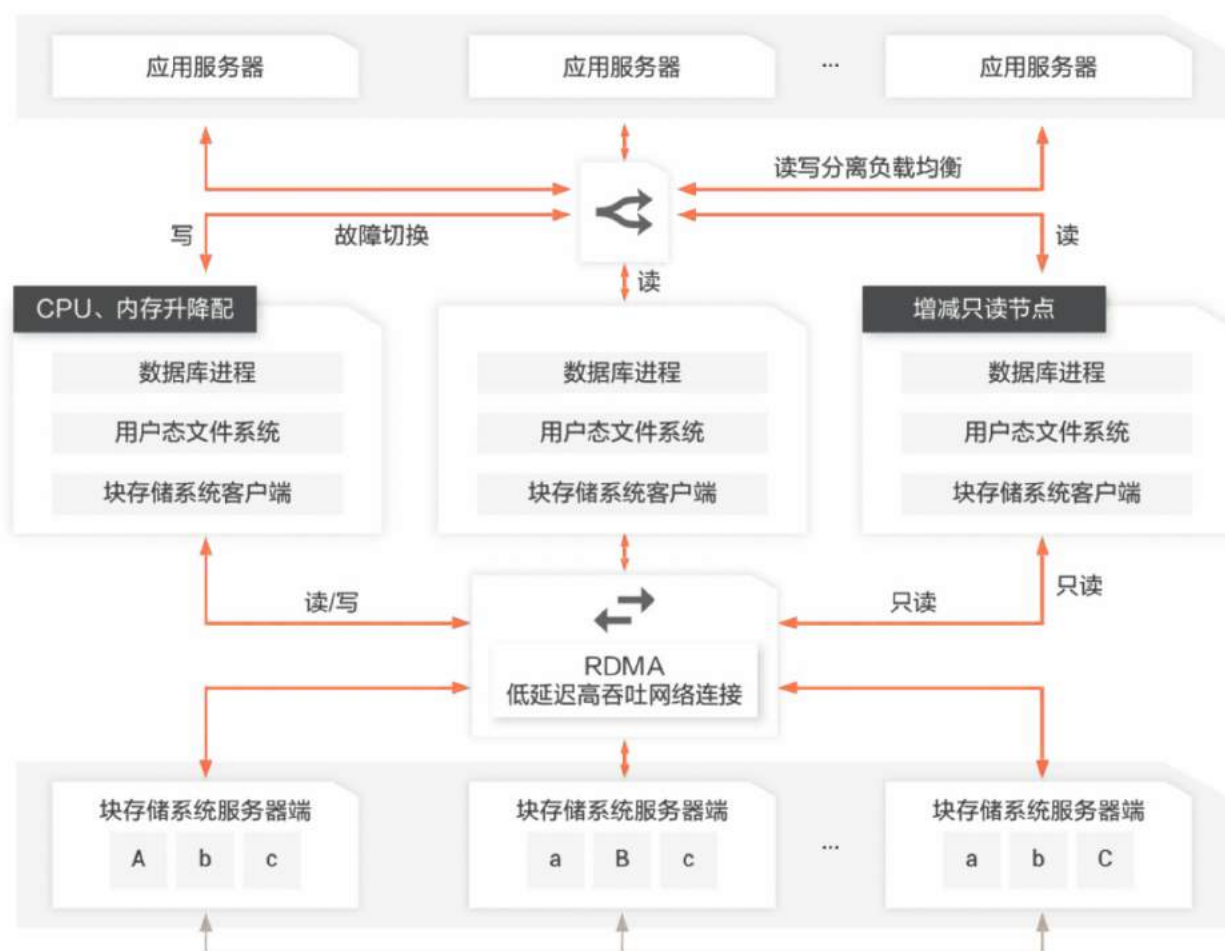 应用服务器
应用服务器
...
应用服务器
读写分离负载均衡
写
故障切换
读
读
CPU、内存升降配
增减只读节点
数据库进程
数据库进程
数据库进程
用户态文件系统
用户态文件系统
用户态文件系统
块存储系统客户端
块存储系统客户端
块存储系统客户端
读/写
只读
只读
RDMA
低延迟高吞吐网络连接
块存储系统服务器端
块存储系统服务器端
块存储系统服务器端
A b c
a B c
...
a b C